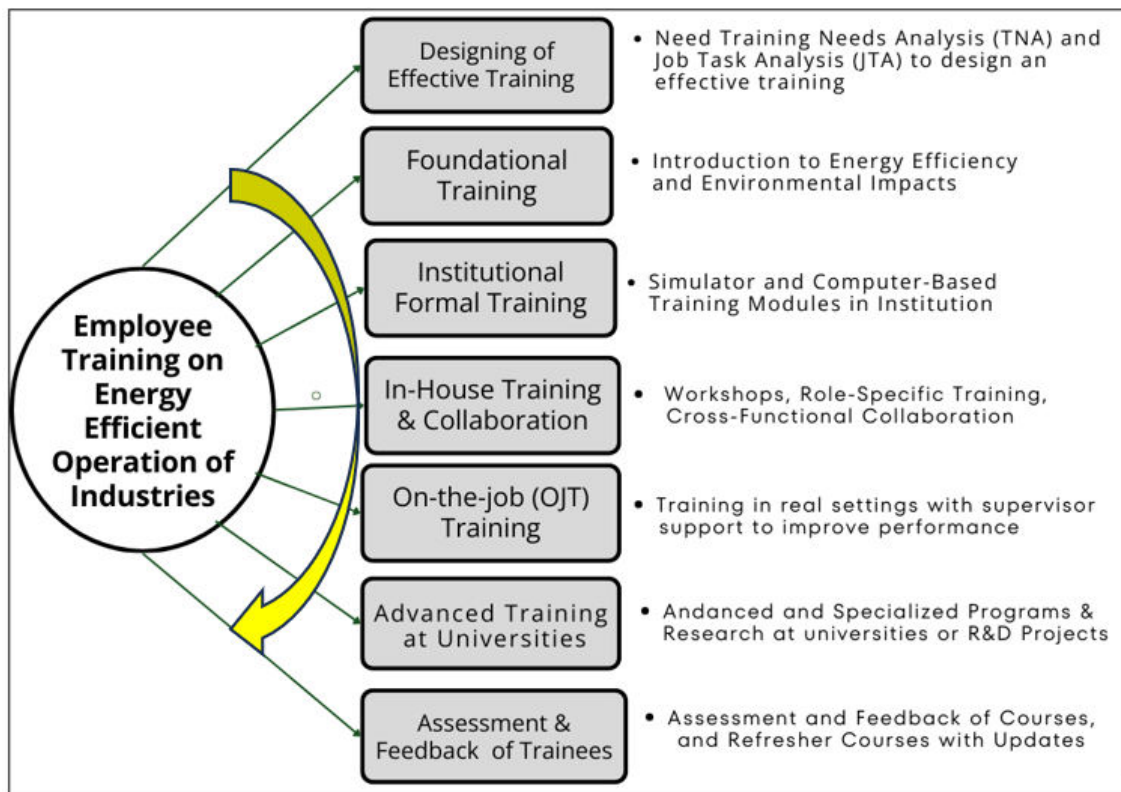 Employee
Training on
Energy
Efficient
Operation of
Industries
Designing of
Effective Training
• Need Training Needs Analysis (TNA) and
Job Task Analysis (JTA) to design an
effective training
Foundational
Training
• Introduction to Energy Efficiency
and Environmental Impacts
Institutional
Formal Training
• Simulator and Computer-Based
Training Modules in Institution
In-House Training
& Collaboration
• Workshops, Role-Specific Training,
Cross-Functional Collaboration
On-the-job (OJT)
Training
• Training in real settings with supervisor
support to improve performance
Advanced Training
at Universities
• Andanced and Specialized Programs &
Research at universities or R&D Projects
Assessment &
Feedback of Trainees
• Assessment and Feedback of Courses,
and Refresher Courses with Updates